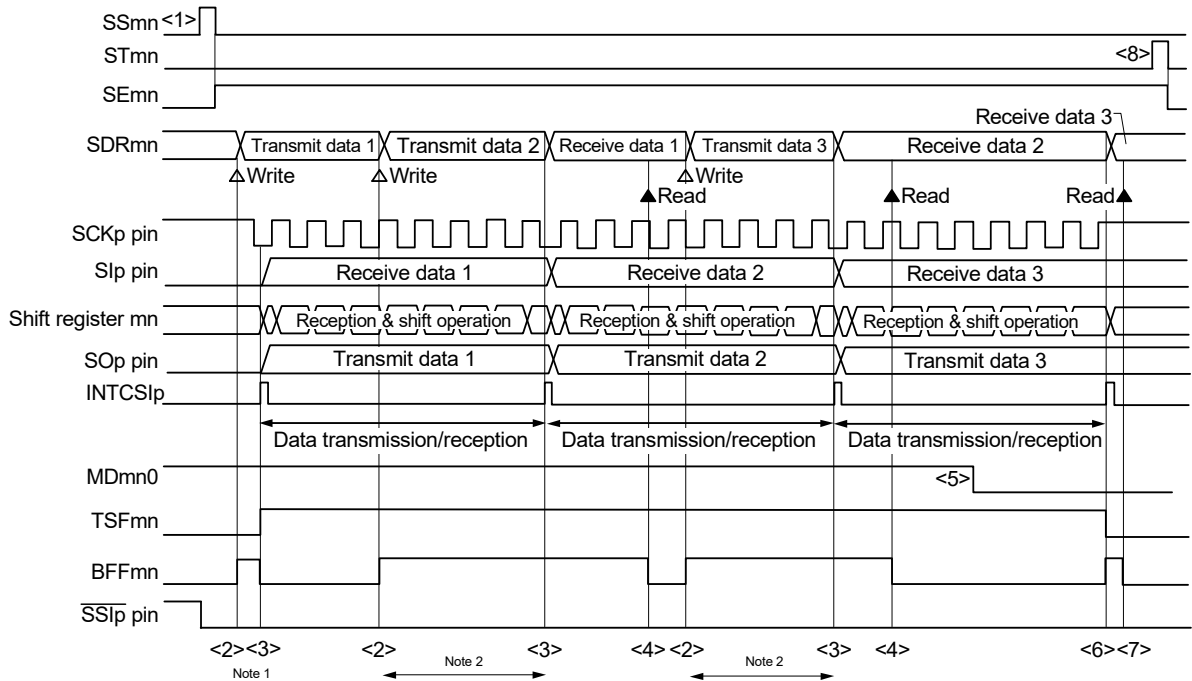 SSmn <1>
STmn <8>
SEmn
Receive data 3
SDRmn Transmit data 1 Transmit data 2 Receive data 1 Transmit data 3 Receive data 2
Write Write Write
Read Read Read
SCKp pin
SIp pin Receive data 1 Receive data 2 Receive data 3
Shift register mn Reception & shift operation Reception & shift operation Reception & shift operation
SOp pin Transmit data 1 Transmit data 2 Transmit data 3
INTCSIp
Data transmission/reception Data transmission/reception Data transmission/reception
MDmn0 <5>
TSFmn
BFFmn
SSIp pin
<2><3> <2> <3> <4><2> <3> <4> <6><7>
Note 1 Note 2 Note 2